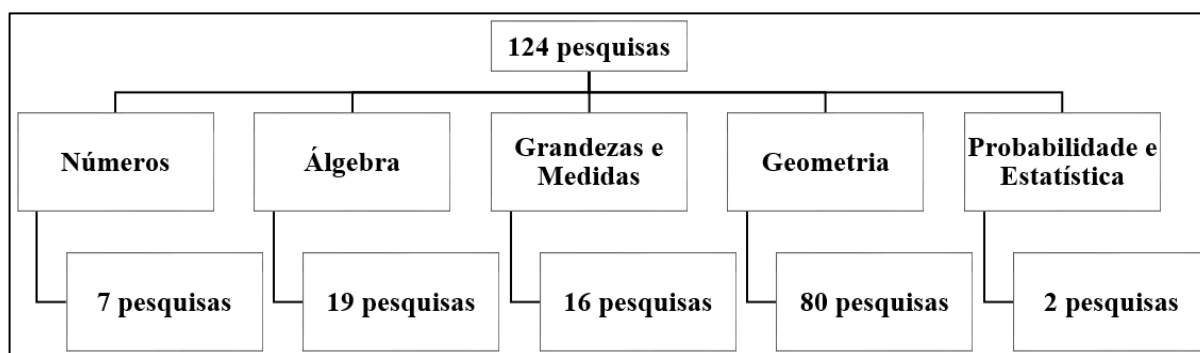 124 pesquisas
Números
Álgebra
Grandezas e
Medidas
Geometria
Probabilidade e
Estatística
7 pesquisas
19 pesquisas
16 pesquisas
80 pesquisas
2 pesquisas